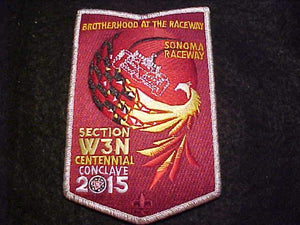 BROTHERHOOD AT THE RACEWAY
SONOMA
RACEWAY
SECTION
W3N
CENTENNIAL
CONCLAVE
2015